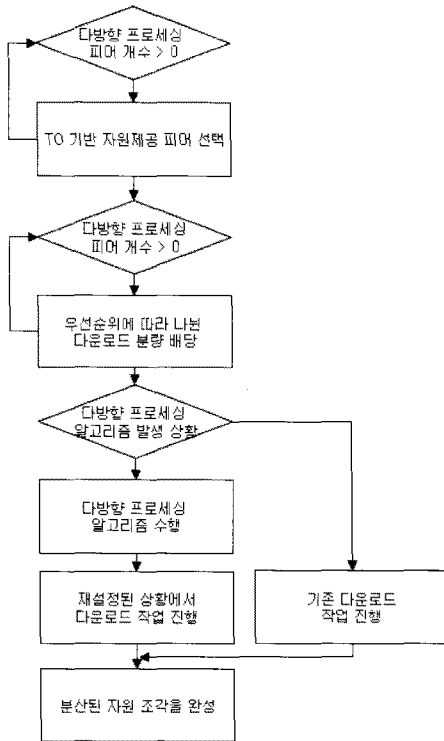 다방향 프로세싱
피어 개수 > 0
TO 기반 자원제공 피어 선택
다방향 프로세싱
피어 개수 > 0
우선순위에 따라 나뉜
다운로드 분량 배당
다방향 프로세싱
알고리즘 발생 상황
다방향 프로세싱
알고리즘 수행
재설정된 상황에서
다운로드 작업 진행
기존 다운로드
작업 진행
분산된 자원 조각을 완성